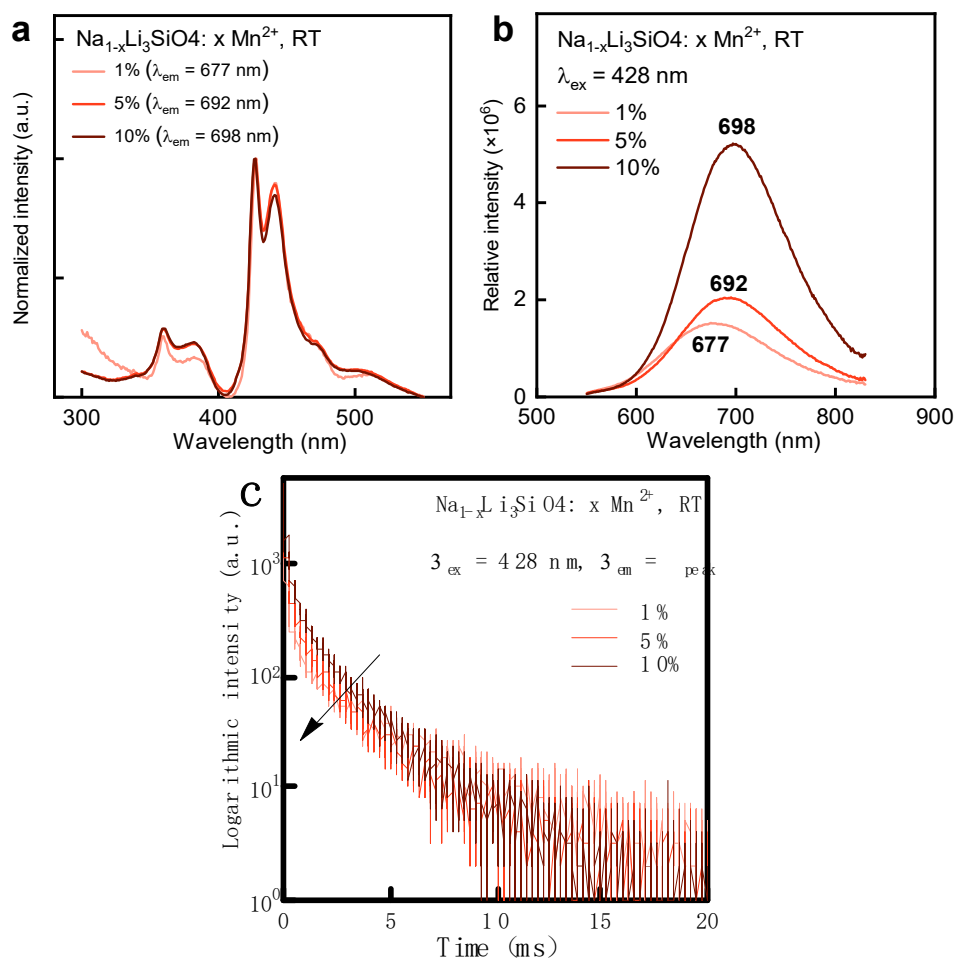 a
Na₁₋ₓLi₃SiO4: x Mn²⁺, RT
1% (λem = 677 nm)
5% (λem = 692 nm)
10% (λem = 698 nm)
Normalized intensity (a.u.)
300 400 500
Wavelength (nm)
b
Na₁₋ₓLi₃SiO4: x Mn²⁺, RT
λex = 428 nm
1%
5%
10%
698
692
677
Relative intensity (×10⁶)
6
4
2
0
500 600 700 800 900
Wavelength (nm)
c
Na₁₋ₓLi₃SiO4: x Mn²⁺, RT
3ex = 428 nm, 3em = peak
1%
5%
10%
Logarithmic intensity (a.u.)
10³
10²
10¹
10⁰
0 5 10 15 20
Time (ms)